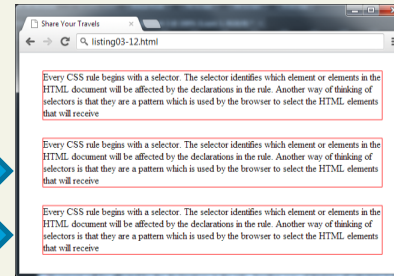 Share Your Travels
listing03-12.html
Every CSS rule begins with a selector. The selector identifies which element or elements in the
HTML document will be affected by the declarations in the rule. Another way of thinking of
selectors is that they are a pattern which is used by the browser to select the HTML elements
that will receive
Every CSS rule begins with a selector. The selector identifies which element or elements in the
HTML document will be affected by the declarations in the rule. Another way of thinking of
selectors is that they are a pattern which is used by the browser to select the HTML elements
that will receive
Every CSS rule begins with a selector. The selector identifies which element or elements in the
HTML document will be affected by the declarations in the rule. Another way of thinking of
selectors is that they are a pattern which is used by the browser to select the HTML elements
that will receive